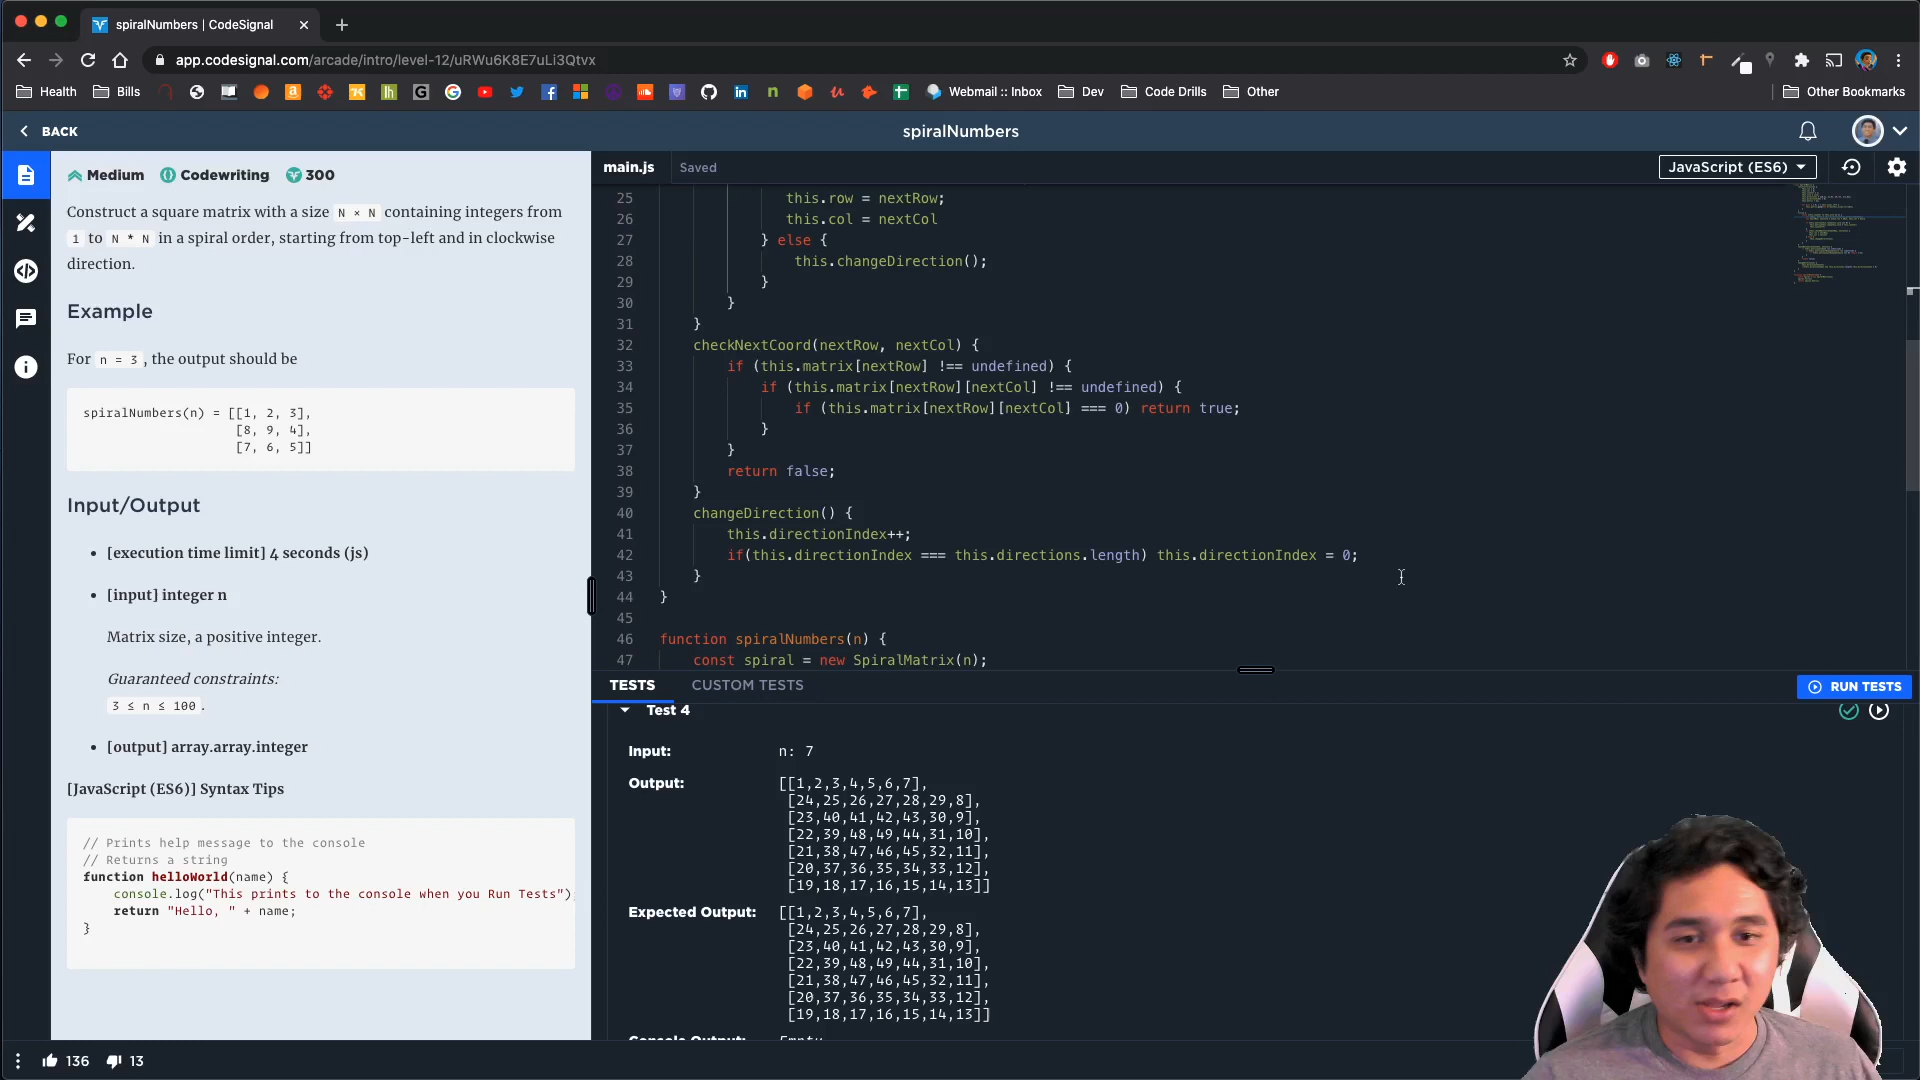 spiralNumbers | CodeSignal
app.codesignal.com/arcade/intro/level-12/uRWu6K8E7uLi3Qtvx
Health
Bills
Webmail :: Inbox
Dev
Code Drills
Other
Other Bookmarks
BACK
spiralNumbers
Medium
Codewriting
300
Construct a square matrix with a size N × N containing integers from
1 to N * N in a spiral order, starting from top-left and in clockwise
direction.
Example
For n = 3, the output should be
spiralNumbers(n) = [[1, 2, 3],
[8, 9, 4],
[7, 6, 5]]
Input/Output
• [execution time limit] 4 seconds (js)
• [input] integer n
Matrix size, a positive integer.
Guaranteed constraints:
3 ≤ n ≤ 100.
• [output] array.array.integer
[JavaScript (ES6)] Syntax Tips
// Prints help message to the console
// Returns a string
function helloWorld(name) {
console.log("This prints to the console when you Run Tests");
return "Hello, " + name;
}
136
13
main.js
Saved
JavaScript (ES6)
25 this.row = nextRow;
26 this.col = nextCol
27 } else {
28 this.changeDirection();
29 }
30 }
31 }
32 checkNextCoord(nextRow, nextCol) {
33 if (this.matrix[nextRow] !== undefined) {
34 if (this.matrix[nextRow][nextCol] !== undefined) {
35 if (this.matrix[nextRow][nextCol] === 0) return true;
36 }
37 }
38 return false;
39 }
40 changeDirection() {
41 this.directionIndex++;
42 if(this.directionIndex === this.directions.length) this.directionIndex = 0;
43 }
44 }
45
46 function spiralNumbers(n) {
47 const spiral = new SpiralMatrix(n);
TESTS
CUSTOM TESTS
RUN TESTS
Test 4
Input: n: 7
Output: [[1,2,3,4,5,6,7],
[24,25,26,27,28,29,8],
[23,40,41,42,43,30,9],
[22,39,48,49,44,31,10],
[21,38,47,46,45,32,11],
[20,37,36,35,34,33,12],
[19,18,17,16,15,14,13]]
Expected Output: [[1,2,3,4,5,6,7],
[24,25,26,27,28,29,8],
[23,40,41,42,43,30,9],
[22,39,48,49,44,31,10],
[21,38,47,46,45,32,11],
[20,37,36,35,34,33,12],
[19,18,17,16,15,14,13]]
Console Output: Empty